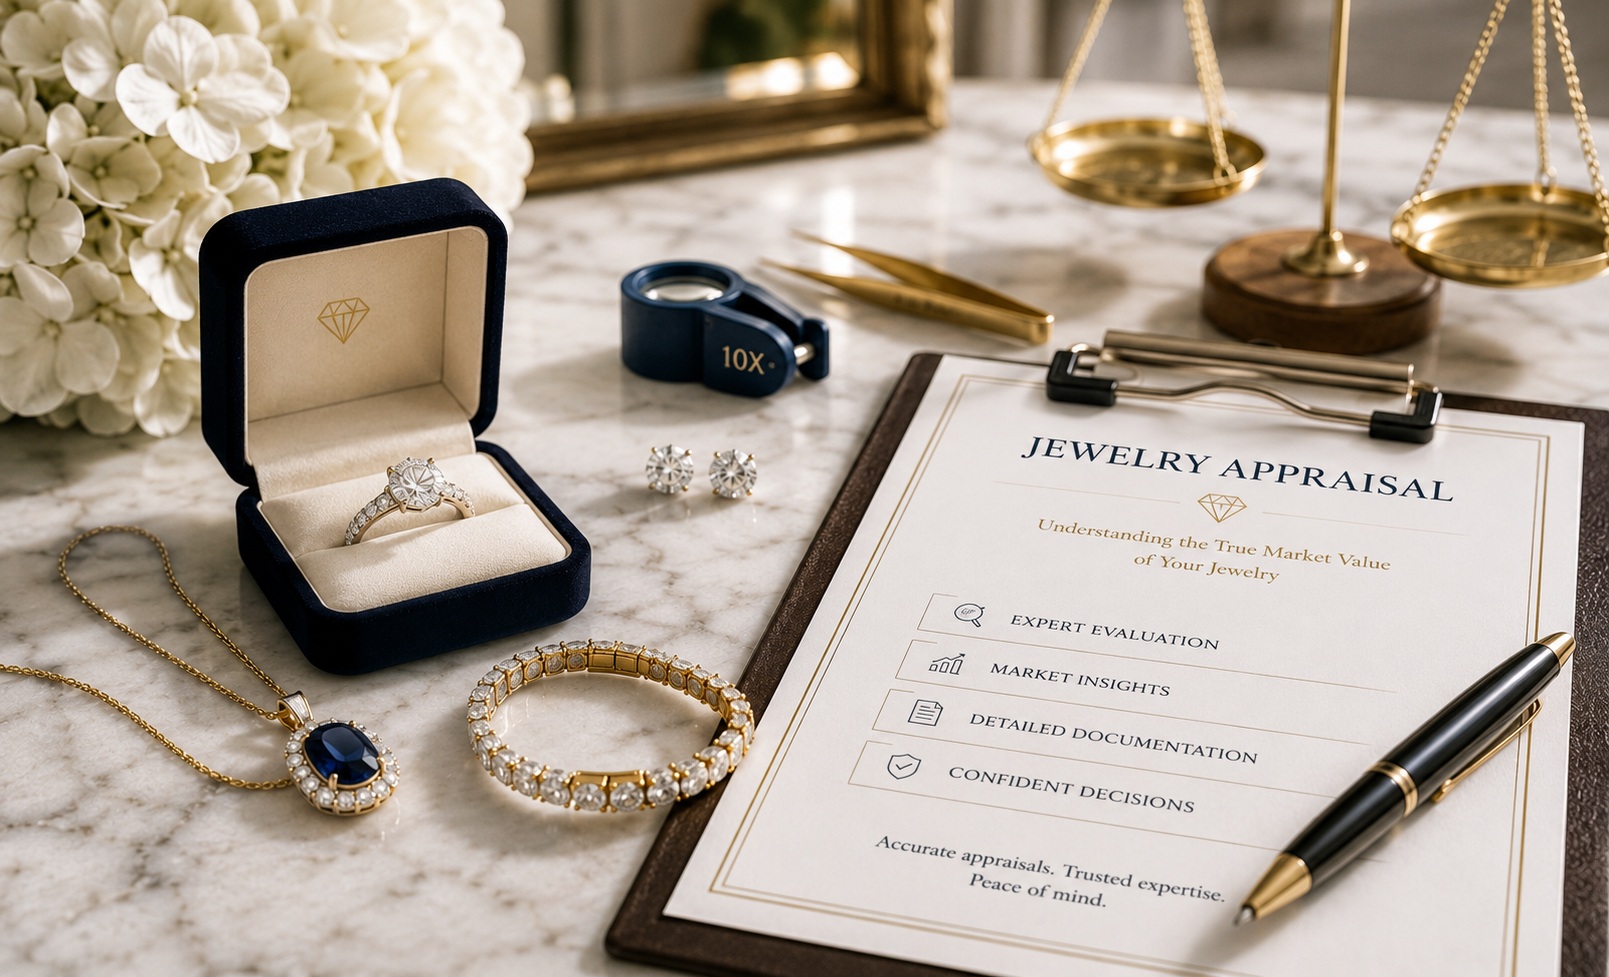 10X
JEWELRY APPRAISAL
Understanding the True Market Value
of Your Jewelry
EXPERT EVALUATION
MARKET INSIGHTS
DETAILED DOCUMENTATION
CONFIDENT DECISIONS
Accurate appraisals. Trusted expertise.
Peace of mind.